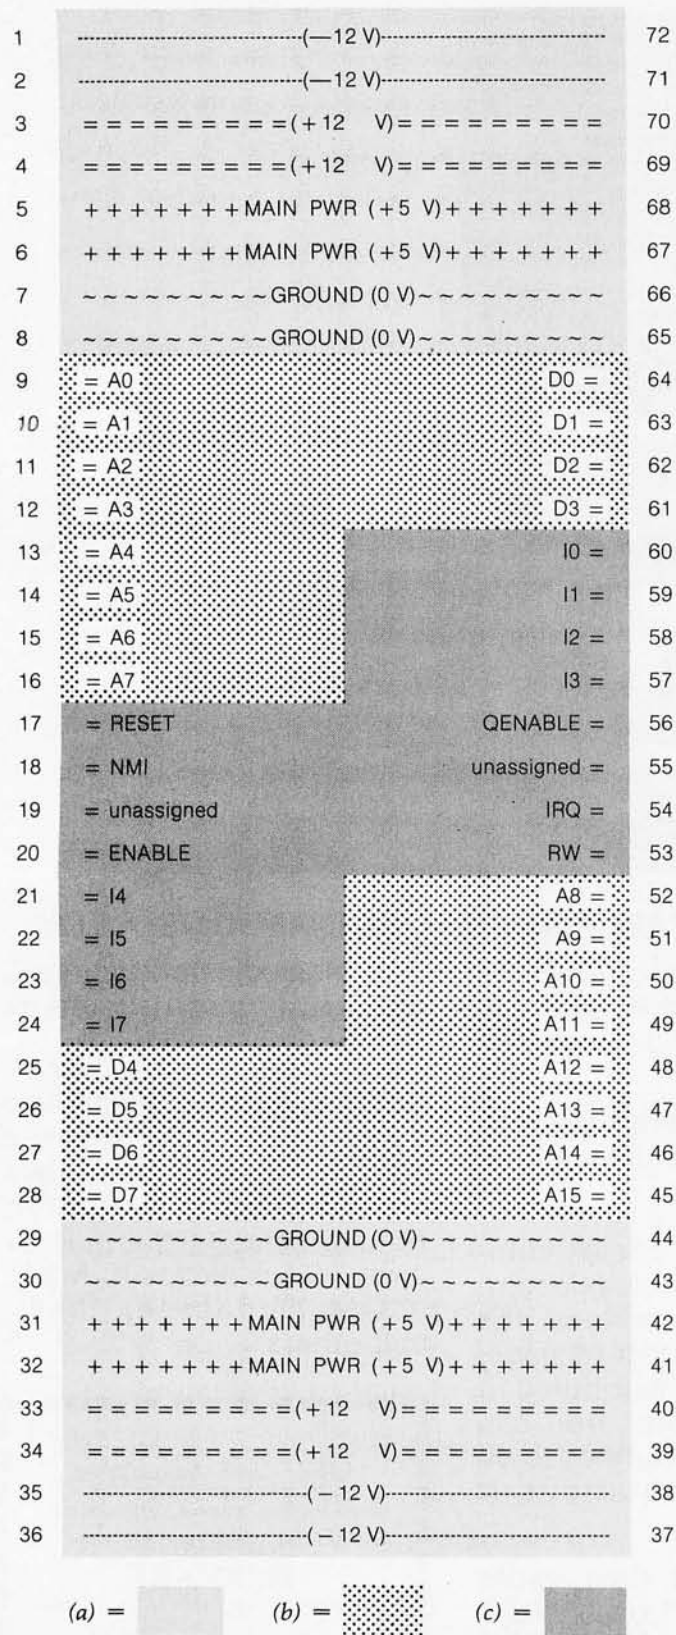 1 ----------------------(—12 V)---------------------- 72
2 ----------------------(—12 V)---------------------- 71
3 = = = = = = = = = (+12 V) = = = = = = = = = 70
4 = = = = = = = = = (+12 V) = = = = = = = = = 69
5 + + + + + + + MAIN PWR (+5 V) + + + + + + + 68
6 + + + + + + + MAIN PWR (+5 V) + + + + + + + 67
7 ~ ~ ~ ~ ~ ~ ~ ~ ~ GROUND (0 V) ~ ~ ~ ~ ~ ~ ~ ~ ~ 66
8 ~ ~ ~ ~ ~ ~ ~ ~ ~ GROUND (0 V) ~ ~ ~ ~ ~ ~ ~ ~ ~ 65
9 = A0 D0 = 64
10 = A1 D1 = 63
11 = A2 D2 = 62
12 = A3 D3 = 61
13 = A4 I0 = 60
14 = A5 I1 = 59
15 = A6 I2 = 58
16 = A7 I3 = 57
17 = RESET QENABLE = 56
18 = NMI unassigned = 55
19 = unassigned IRQ = 54
20 = ENABLE RW = 53
21 = I4 A8 = 52
22 = I5 A9 = 51
23 = I6 A10 = 50
24 = I7 A11 = 49
25 = D4 A12 = 48
26 = D5 A13 = 47
27 = D6 A14 = 46
28 = D7 A15 = 45
29 ~ ~ ~ ~ ~ ~ ~ ~ ~ GROUND (O V) ~ ~ ~ ~ ~ ~ ~ ~ ~ 44
30 ~ ~ ~ ~ ~ ~ ~ ~ ~ GROUND (0 V) ~ ~ ~ ~ ~ ~ ~ ~ ~ 43
31 + + + + + + + MAIN PWR (+5 V) + + + + + + + 42
32 + + + + + + + MAIN PWR (+5 V) + + + + + + + 41
33 = = = = = = = = = (+12 V) = = = = = = = = = 40
34 = = = = = = = = = (+12 V) = = = = = = = = = 39
35 ----------------------(– 12 V)---------------------- 38
36 ----------------------(– 12 V)---------------------- 37
(a) = (b) = (c) =